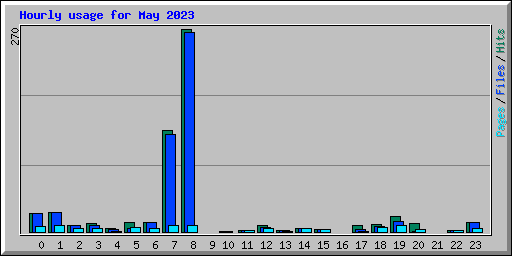 Hourly usage for May 2023
270
Pages/Files/Hits
0 1 2 3 4 5 6 7 8 9 10 11 12 13 14 15 16 17 18 19 20 21 22 23